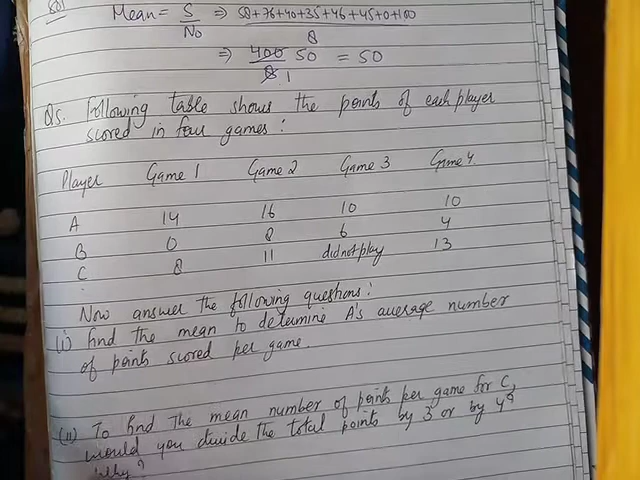 Mean = S/No ⇒ 58+76+40+35+46+45+0+100 / 8
⇒ 400 50 / 8 1 = 50
Q5. Following table shows the points of each player
scored in four games :
Player Game 1 Game 2 Game 3 Game 4
A 14 16 10 10
B 0 8 6 4
C 8 11 did not play 13
Now answer the following questions :
(i) find the mean to determine A's average number
of points scored per game.
(ii) To find the mean number of points per game for C,
would you divide the total points by 3 or by 4?
Why?